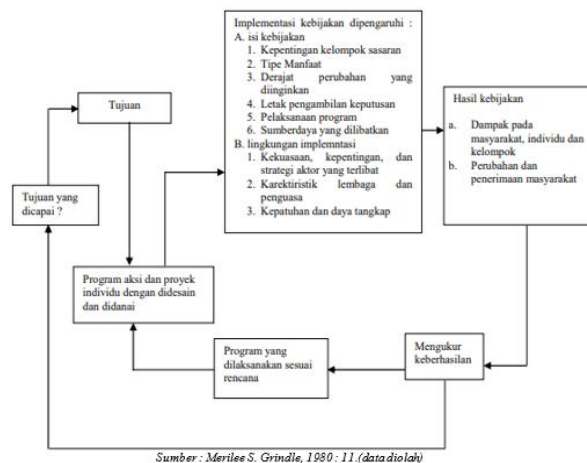 Implementasi kebijakan dipengaruhi :
A. isi kebijakan
1. Kepentingan kelompok sasaran
2. Tipe Manfaat
3. Derajat perubahan yang
diinginkan
4. Letak pengambilan keputusan
5. Pelaksanaan program
6. Sumberdaya yang dilibatkan
B. lingkungan implemntasi
1. Kekuasaan, kepentingan, dan
strategi aktor yang terlibat
2. Karektiristik lembaga dan
penguasa
3. Kepatuhan dan daya tangkap
Tujuan
Hasil kebijakan
a. Dampak pada
masyarakat, individu dan
kelompok
b. Perubahan dan
penerimaan masyarakat
Tujuan yang
dicapai ?
Program aksi dan proyek
individu dengan didesain
dan didanai
Program yang
dilaksanakan sesuai
rencana
Mengukur
keberhasilan
Sumber : Merilee S. Grindle, 1980 : 11.(data diolah)